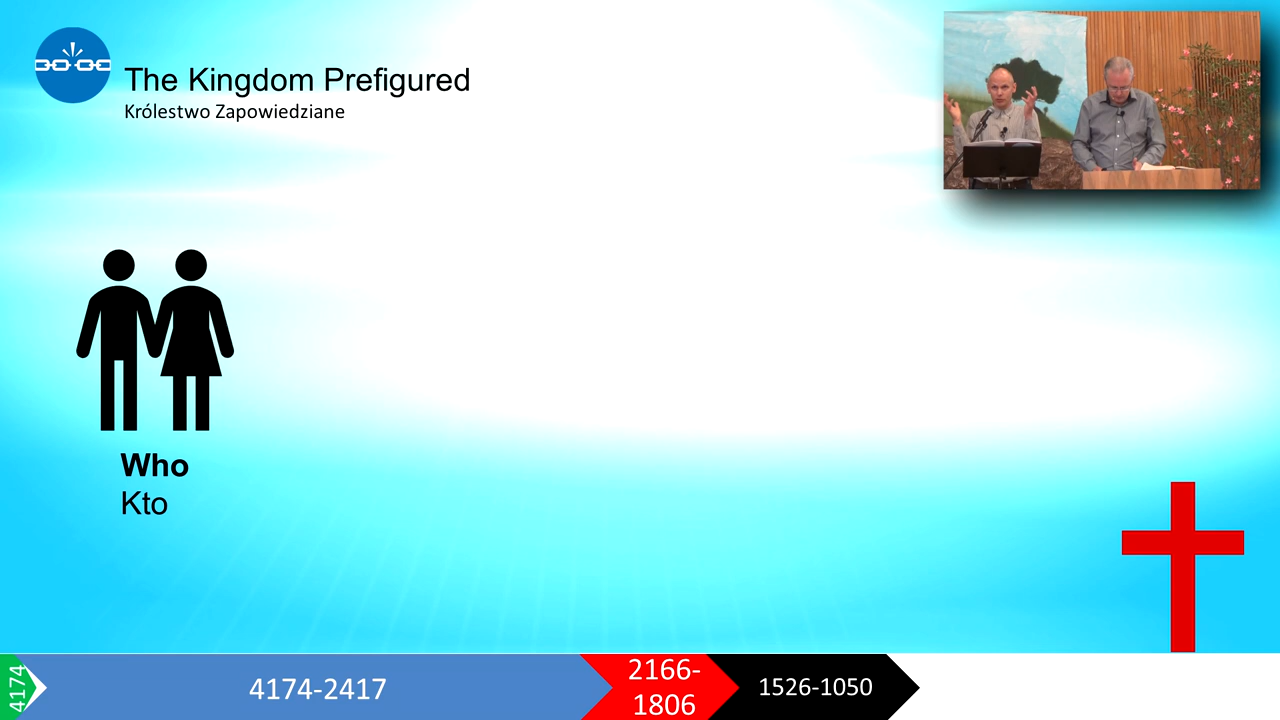 The Kingdom Prefigured
Królestwo Zapowiedziane
Who
Kto
4174
4174-2417
2166-
1806
1526-1050